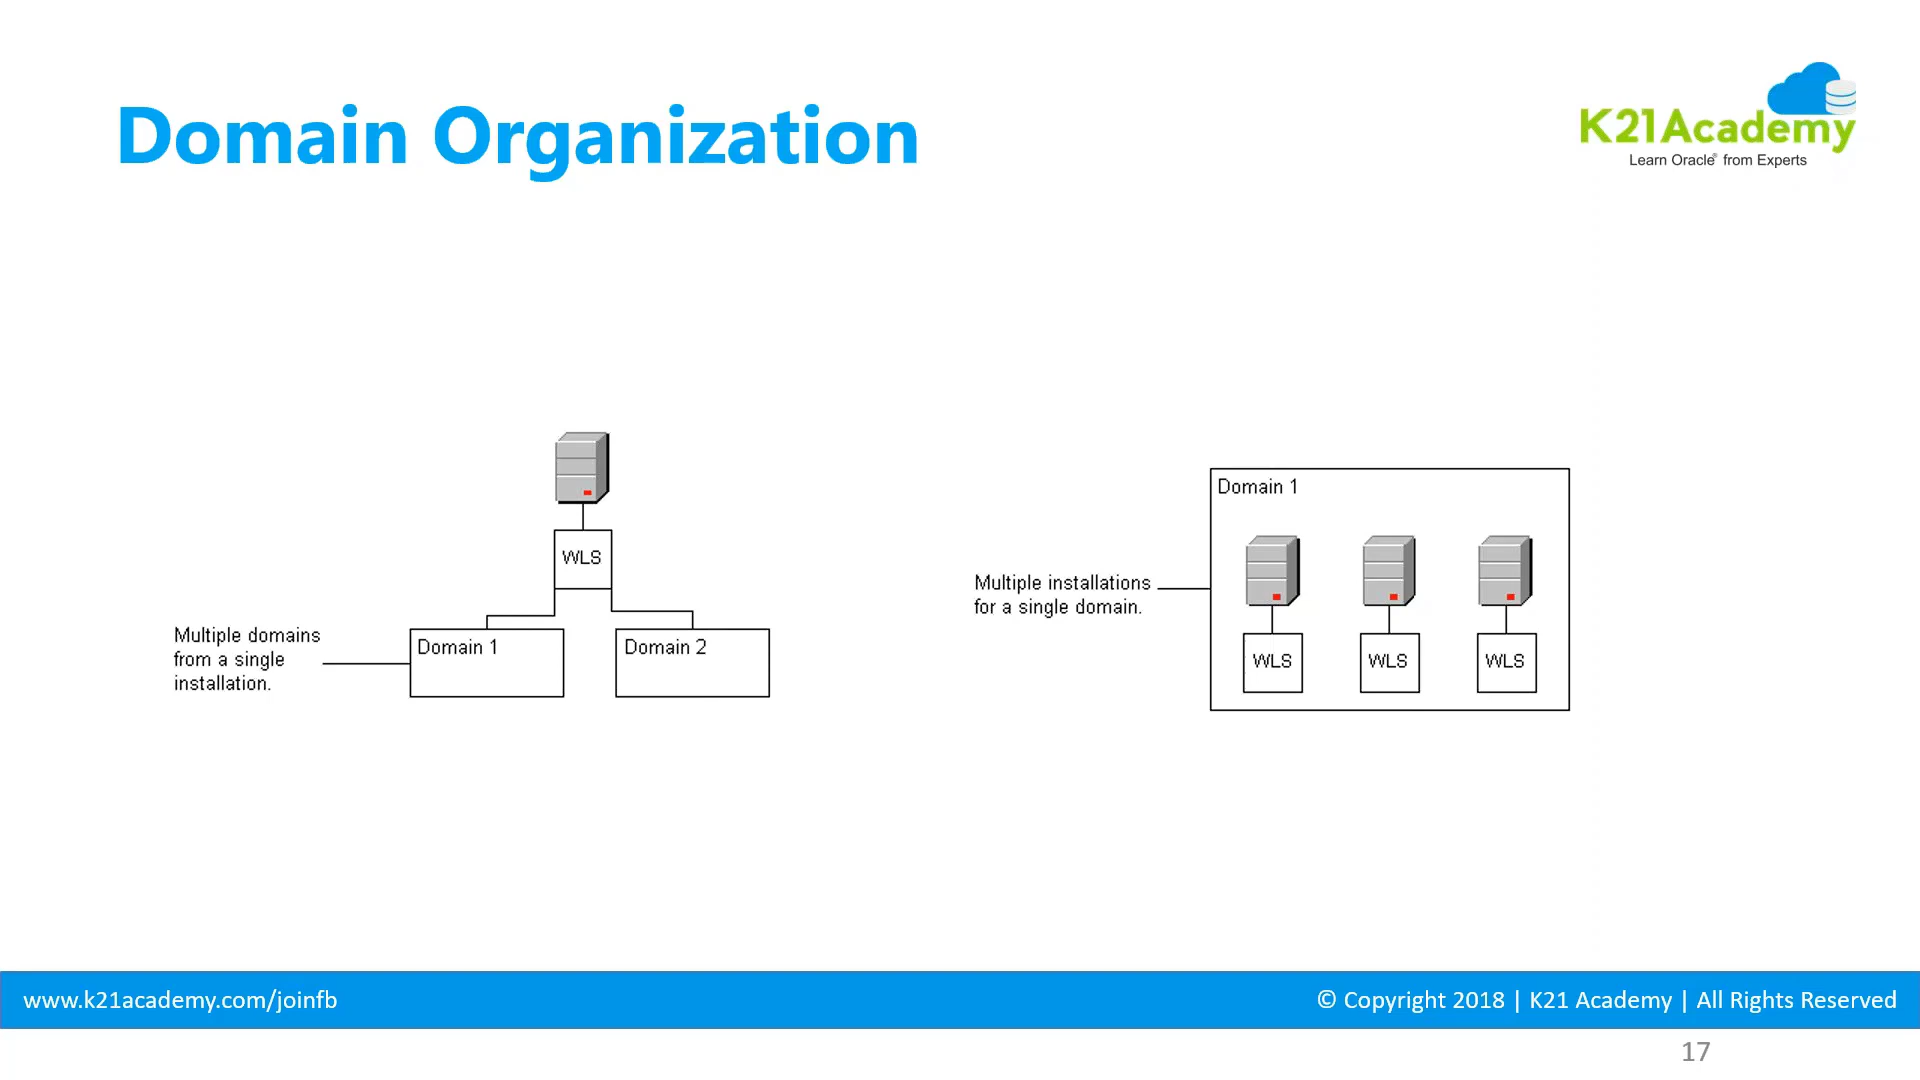 Domain Organization
K21Academy
Learn Oracle® from Experts
WLS
Multiple domains
from a single
installation.
Domain 1
Domain 2
Multiple installations
for a single domain.
Domain 1
WLS
WLS
WLS
www.k21academy.com/joinfb
© Copyright 2018 | K21 Academy | All Rights Reserved
17